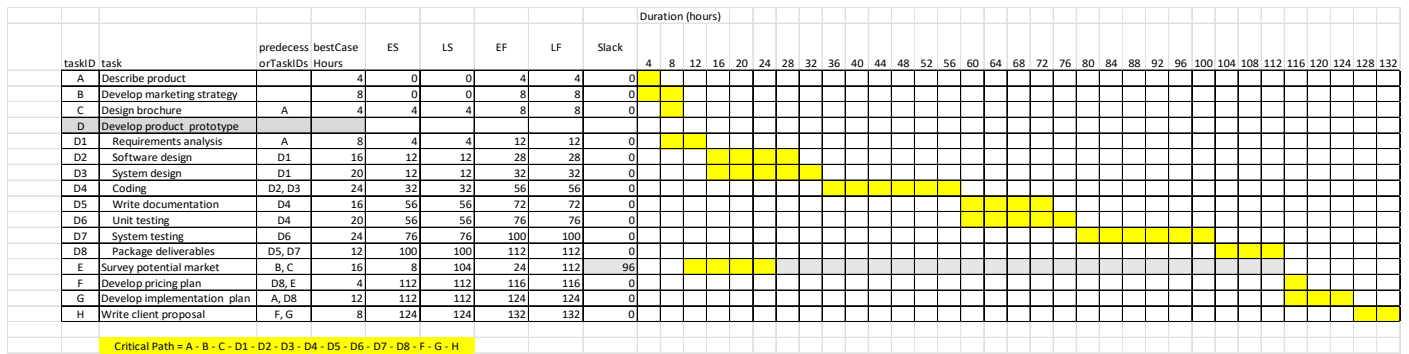 Duration (hours)
predecess bestCase ES LS EF LF Slack
taskID task orTaskIDs Hours 4 8 12 16 20 24 28 32 36 40 44 48 52 56 60 64 68 72 76 80 84 88 92 96 100 104 108 112 116 120 124 128 132
A Describe product 4 0 0 4 4 0
B Develop marketing strategy 8 0 0 8 8 0
C Design brochure A 4 4 4 8 8 0
D Develop product prototype
D1 Requirements analysis A 8 4 4 12 12 0
D2 Software design D1 16 12 12 28 28 0
D3 System design D1 20 12 12 32 32 0
D4 Coding D2, D3 24 32 32 56 56 0
D5 Write documentation D4 16 56 56 72 72 0
D6 Unit testing D4 20 56 56 76 76 0
D7 System testing D6 24 76 76 100 100 0
D8 Package deliverables D5, D7 12 100 100 112 112 0
E Survey potential market B, C 16 8 104 24 112 96
F Develop pricing plan D8, E 4 112 112 116 116 0
G Develop implementation plan A, D8 12 112 112 124 124 0
H Write client proposal F, G 8 124 124 132 132 0
Critical Path = A - B - C - D1 - D2 - D3 - D4 - D5 - D6 - D7 - D8 - F - G - H